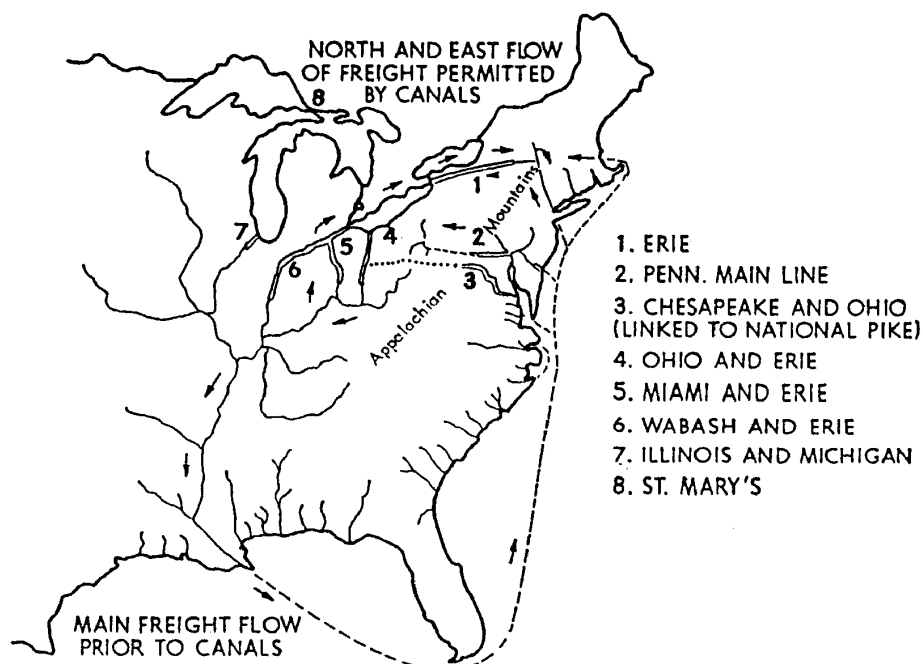 NORTH AND EAST FLOW
OF FREIGHT PERMITTED
BY CANALS
8
1
Mountains
7
6
5
4
2
3
Appalachian
1. ERIE
2. PENN. MAIN LINE
3. CHESAPEAKE AND OHIO
(LINKED TO NATIONAL PIKE)
4. OHIO AND ERIE
5. MIAMI AND ERIE
6. WABASH AND ERIE
7. ILLINOIS AND MICHIGAN
8. ST. MARY'S
MAIN FREIGHT FLOW
PRIOR TO CANALS